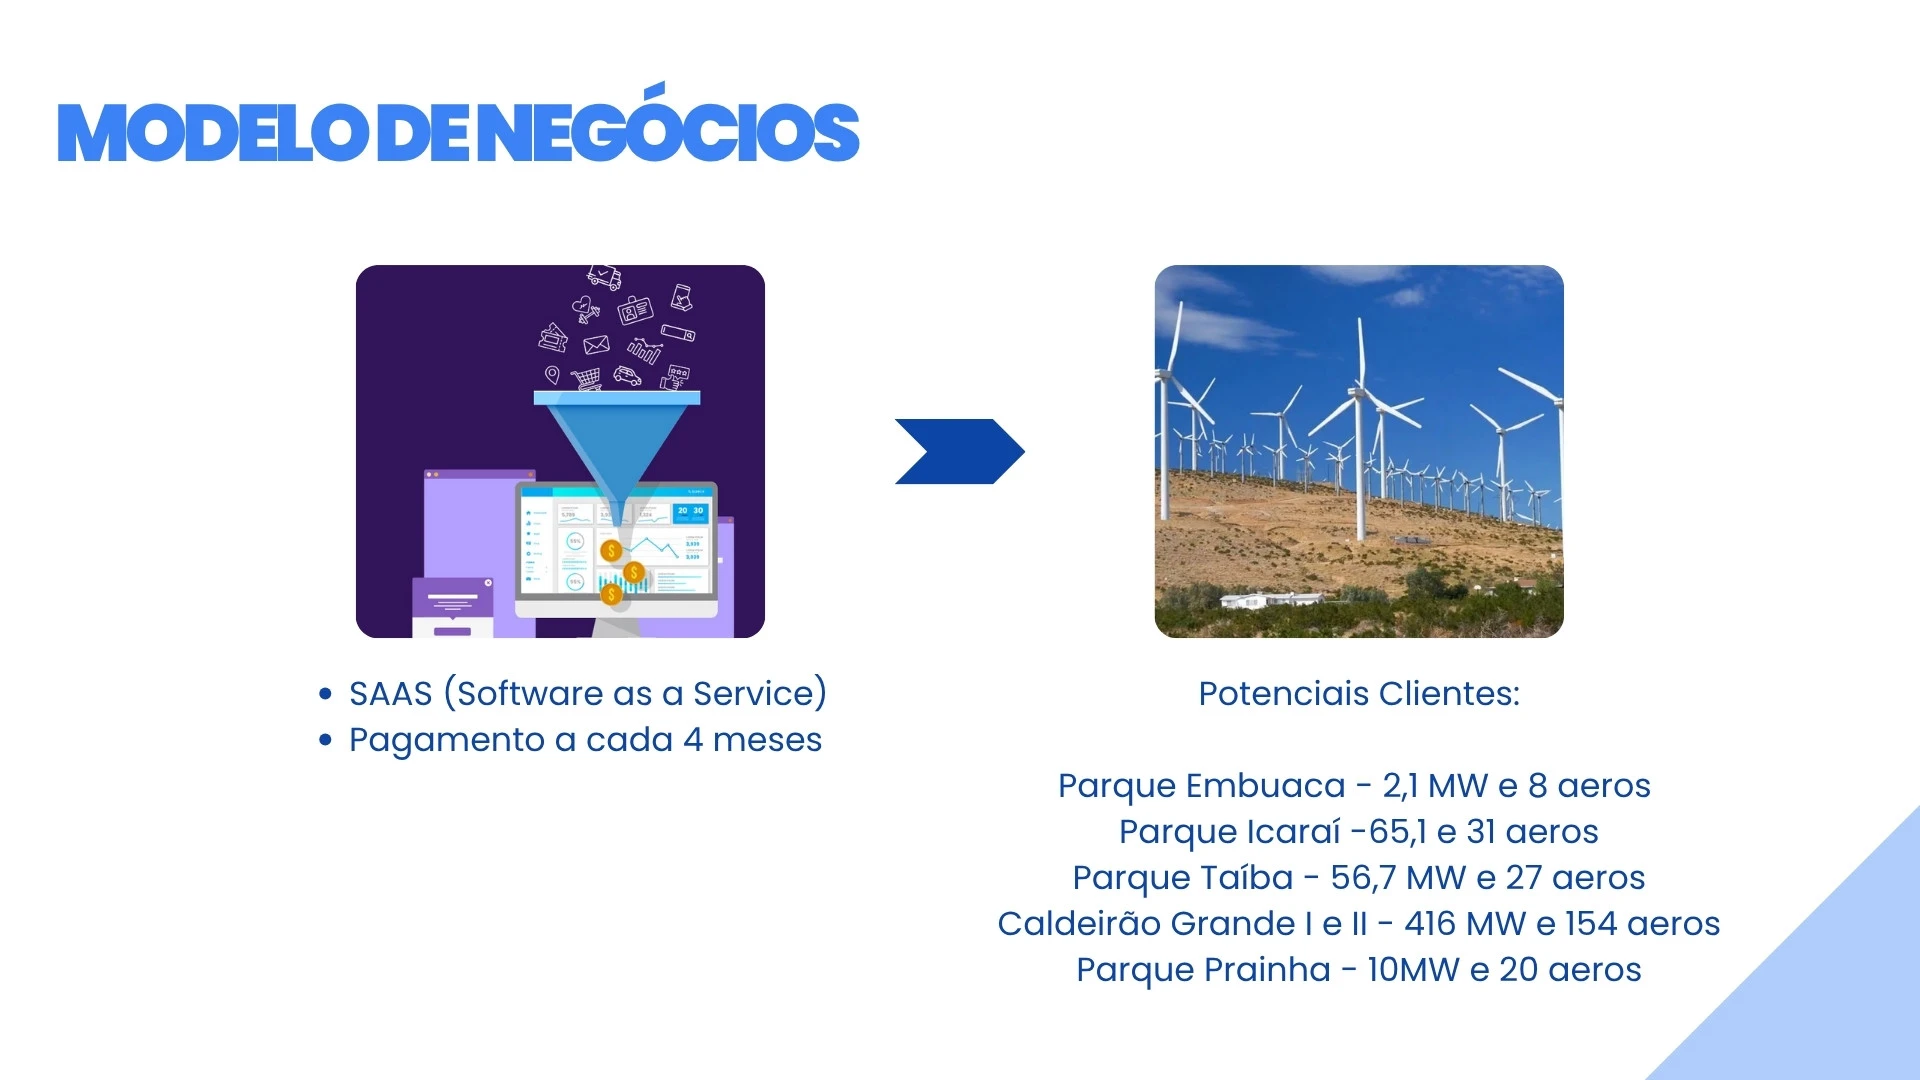 MODELO DE NEGÓCIOS
20 30
$
$
$
• SAAS (Software as a Service)
• Pagamento a cada 4 meses
Potenciais Clientes:
Parque Embuaca - 2,1 MW e 8 aeros
Parque Icaraí -65,1 e 31 aeros
Parque Taíba - 56,7 MW e 27 aeros
Caldeirão Grande I e II - 416 MW e 154 aeros
Parque Prainha - 10MW e 20 aeros